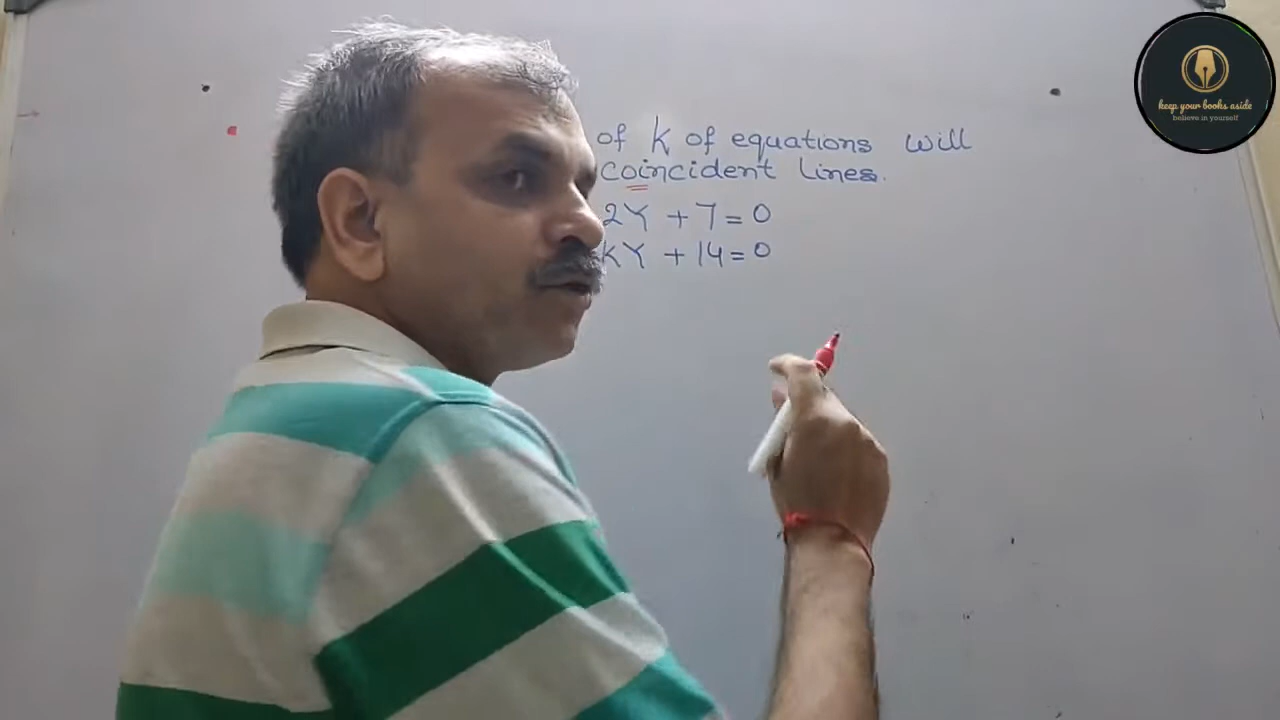 of k of equations will
coincident lines.
2Y + 7 = 0
kY + 14 = 0
keep your books aside
believe in yourself